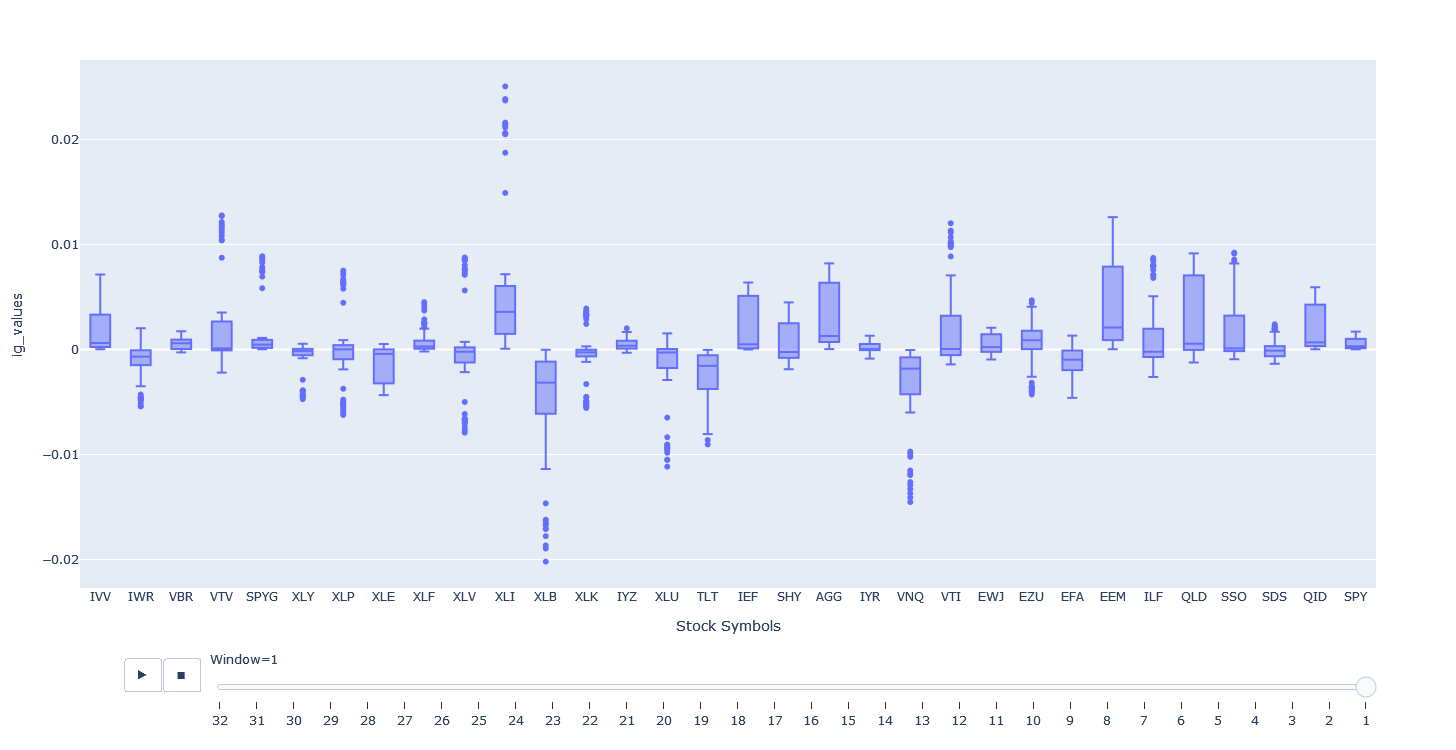 0.02
0.01
0
−0.01
−0.02
ig_values
IVV IWR VBR VTV SPYG XLY XLP XLE XLF XLV XLI XLB XLK IYZ XLU TLT IEF SHY AGG IYR VNQ VTI EWJ EZU EFA EEM ILF QLD SSO SDS QID SPY
Stock Symbols
Window=1
32 31 30 29 28 27 26 25 24 23 22 21 20 19 18 17 16 15 14 13 12 11 10 9 8 7 6 5 4 3 2 1